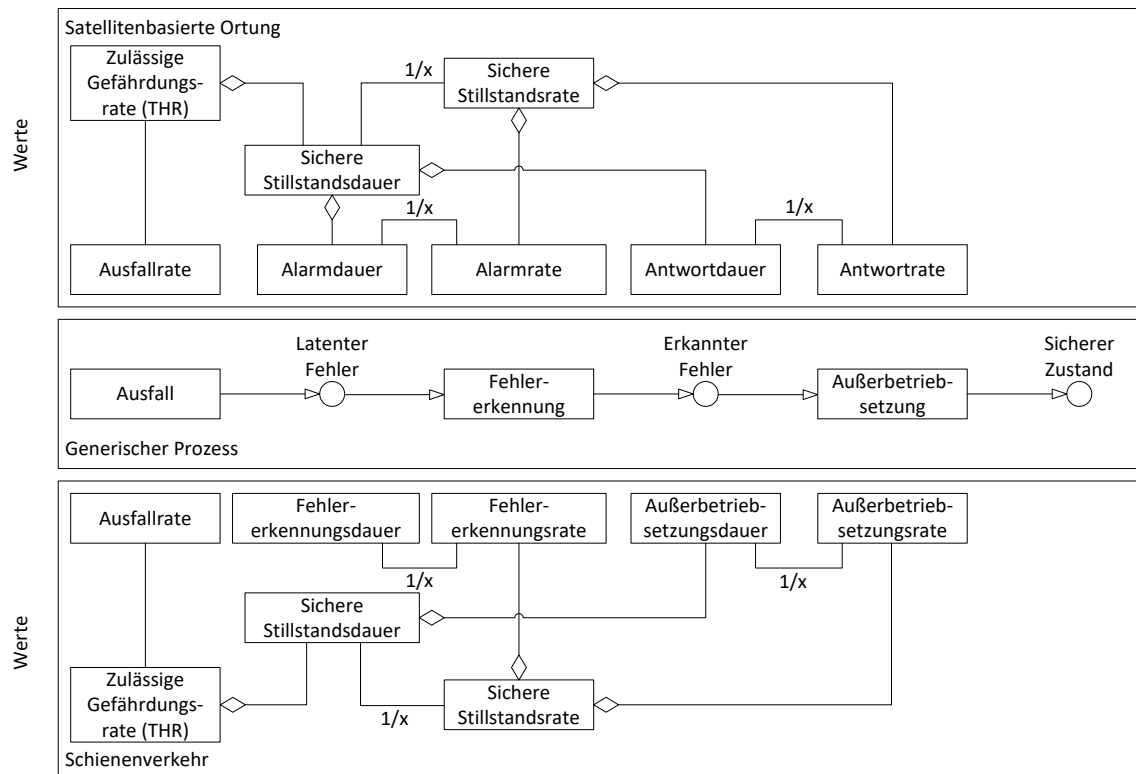 Satellitenbasierte Ortung
Werte
Zulässige
Gefährdungs-
rate (THR)
1/x
Sichere
Stillstandsrate
Sichere
Stillstandsdauer
1/x
1/x
Ausfallrate
Alarmdauer
Alarmrate
Antwortdauer
Antwortrate
Latenter
Fehler
Erkannter
Fehler
Sicherer
Zustand
Ausfall
Fehler-
erkennung
Außerbetrieb-
setzung
Generischer Prozess
Werte
Ausfallrate
Fehler-
erkennungsdauer
Fehler-
erkennungsrate
Außerbetrieb-
setzungsdauer
Außerbetrieb-
setzungsrate
1/x
1/x
Sichere
Stillstandsdauer
Zulässige
Gefährdungs-
rate (THR)
1/x
Sichere
Stillstandsrate
Schienenverkehr